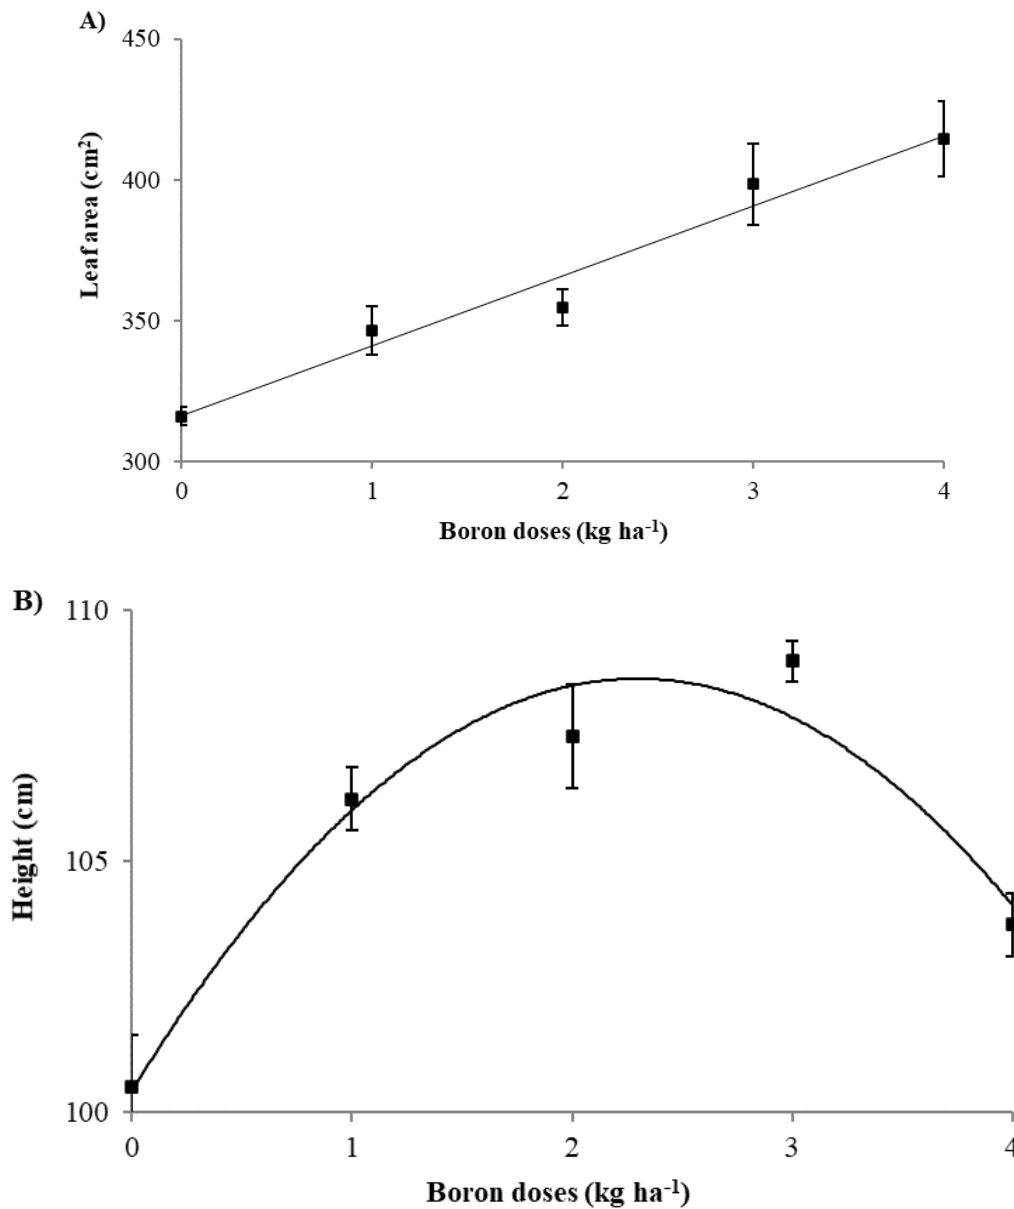 A)
450
400
350
300
Leaf area (cm²)
0 1 2 3 4
Boron doses (kg ha⁻¹)
B)
110
105
100
Height (cm)
0 1 2 3 4
Boron doses (kg ha⁻¹)